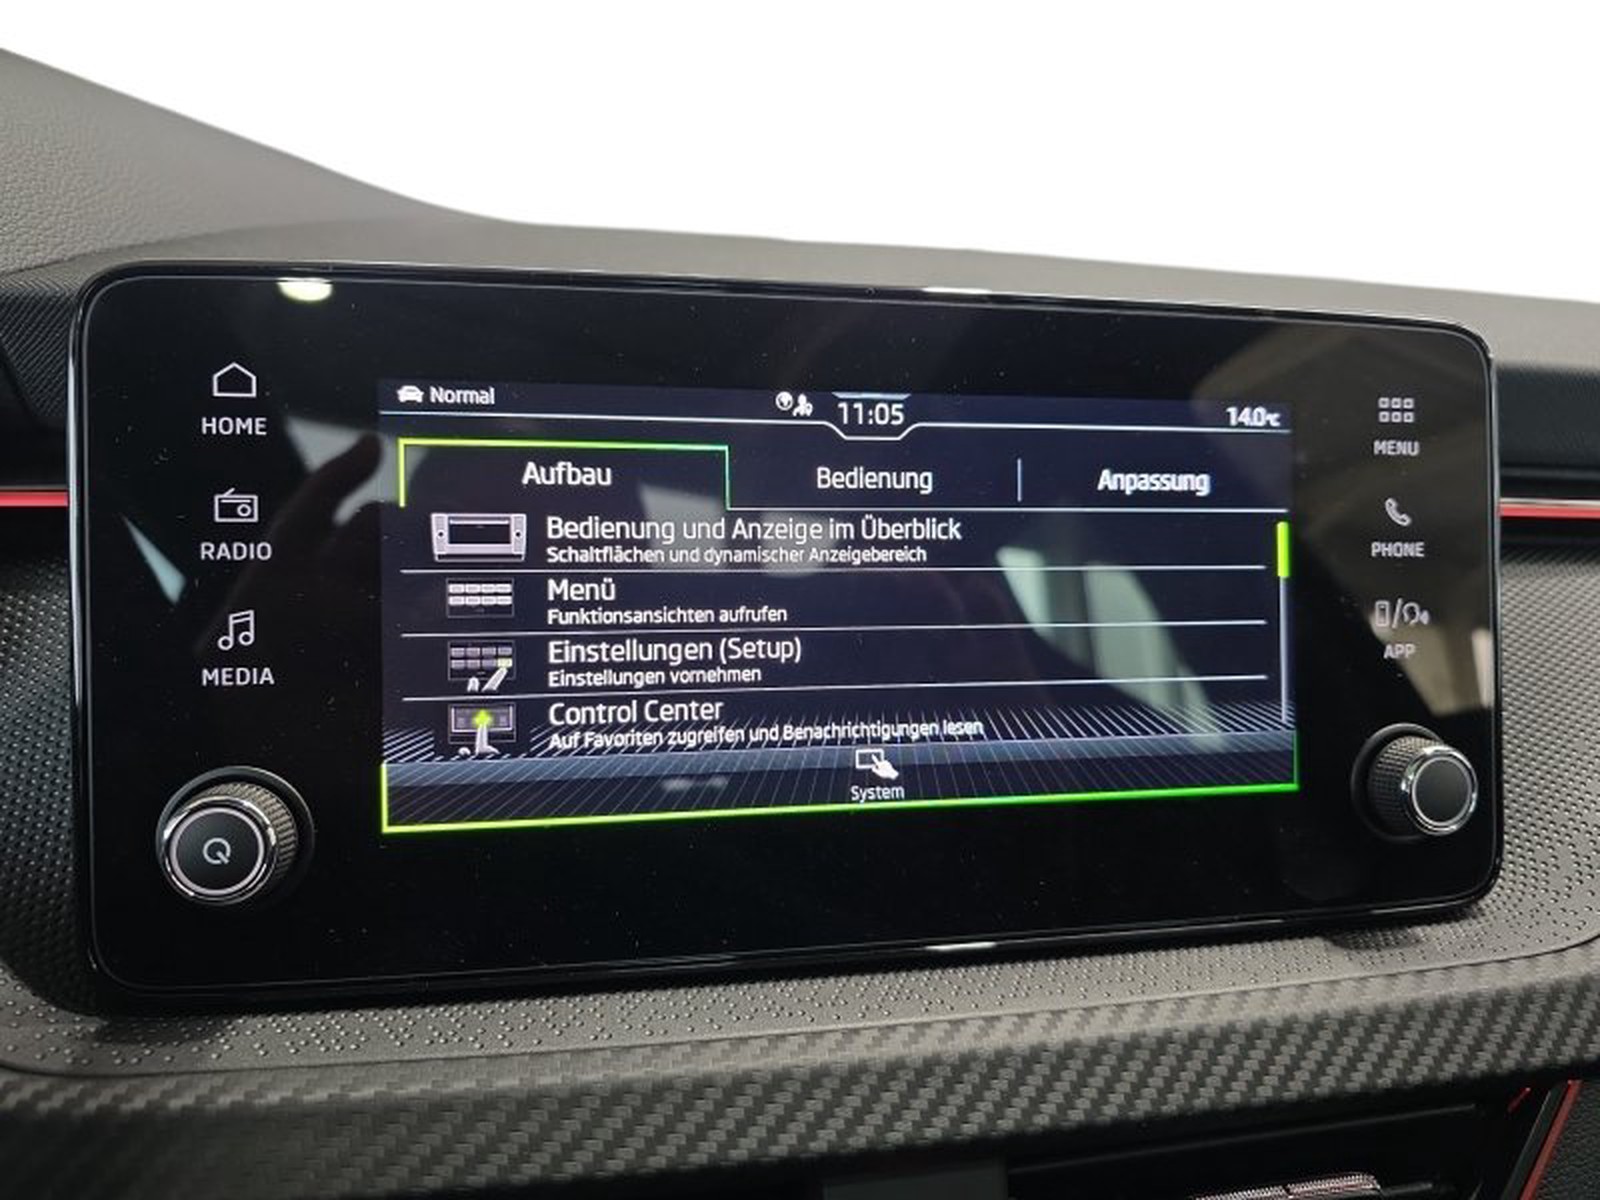 HOME
RADIO
MEDIA
Normal
11:05
14.0°C
Aufbau
Bedienung
Anpassung
Bedienung und Anzeige im Überblick
Schaltflächen und dynamischer Anzeigebereich
Menü
Funktionsansichten aufrufen
Einstellungen (Setup)
Einstellungen vornehmen
Control Center
Auf Favoriten zugreifen und Benachrichtigungen lesen
System
MENU
PHONE
APP